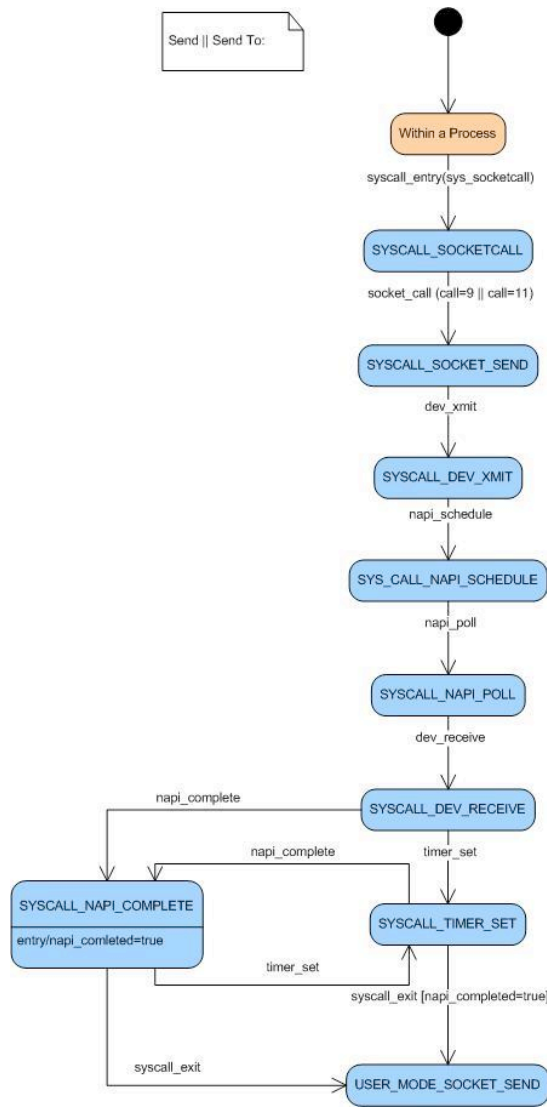 Send || Send To:
Within a Process
syscall_entry(sys_socketcall)
SYSCALL_SOCKETCALL
socket_call (call=9 || call=11)
SYSCALL_SOCKET_SEND
dev_xmit
SYSCALL_DEV_XMIT
napi_schedule
SYS_CALL_NAPI_SCHEDULE
napi_poll
SYSCALL_NAPI_POLL
dev_receive
SYSCALL_DEV_RECEIVE
napi_complete
timer_set
napi_complete
SYSCALL_NAPI_COMPLETE
entry/napi_comleted=true
SYSCALL_TIMER_SET
timer_set
syscall_exit [napi_completed=true]
syscall_exit
USER_MODE_SOCKET_SEND